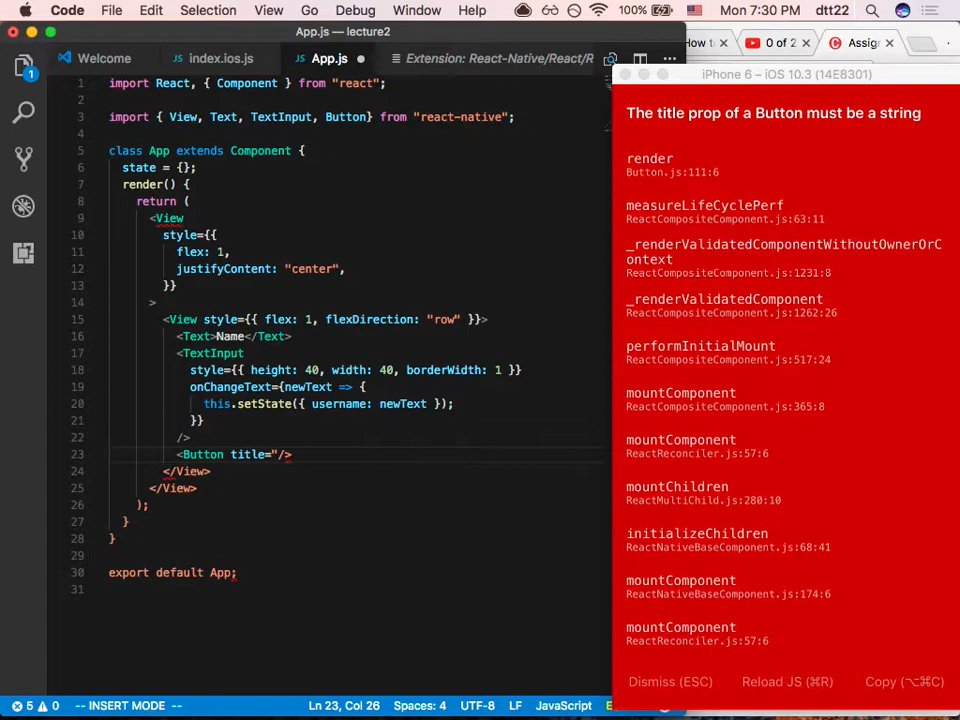 Code File Edit Selection View Go Debug Window Help 100% Mon 7:30 PM dtt22
App.js — lecture2
Welcome JS index.ios.js JS App.js Extension: React-Native/React/R
How to 0 of 2 Assig
iPhone 6 – iOS 10.3 (14E8301)
1
1 import React, { Component } from "react";
2
3 import { View, Text, TextInput, Button} from "react-native";
4
5 class App extends Component {
6 state = {};
7 render() {
8 return (
9 <View
10 style={{
11 flex: 1,
12 justifyContent: "center",
13 }}
14 >
15 <View style={{ flex: 1, flexDirection: "row" }}>
16 <Text>Name</Text>
17 <TextInput
18 style={{ height: 40, width: 40, borderWidth: 1 }}
19 onChangeText={newText => {
20 this.setState({ username: newText });
21 }}
22 />
23 <Button title="/>
24 </View>
25 </View>
26 );
27 }
28 }
29
30 export default App;
31
The title prop of a Button must be a string
render
Button.js:111:6
measureLifeCyclePerf
ReactCompositeComponent.js:63:11
_renderValidatedComponentWithoutOwnerOrC
ontext
ReactCompositeComponent.js:1231:8
_renderValidatedComponent
ReactCompositeComponent.js:1262:26
performInitialMount
ReactCompositeComponent.js:517:24
mountComponent
ReactCompositeComponent.js:365:8
mountComponent
ReactReconciler.js:57:6
mountChildren
ReactMultiChild.js:280:10
initializeChildren
ReactNativeBaseComponent.js:68:41
mountComponent
ReactNativeBaseComponent.js:174:6
mountComponent
ReactReconciler.js:57:6
Dismiss (ESC) Reload JS (⌘R) Copy (⌥⌘C)
5 0 -- INSERT MODE -- Ln 23, Col 26 Spaces: 4 UTF-8 LF JavaScript